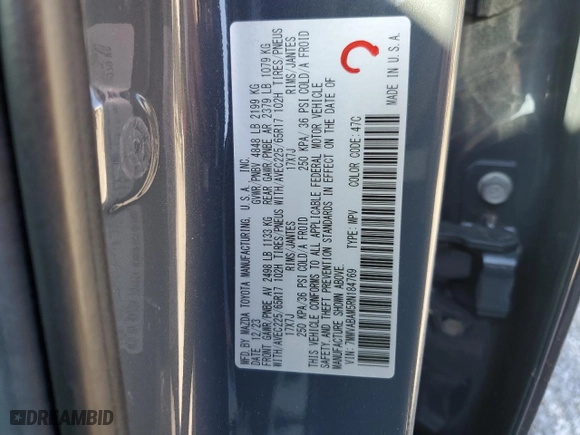 MFD. BY MAZDA TOYOTA MANUFACTURING, U.S.A., INC.
12/23 GVWR/PNBV 4848 LB 2199 KG
FRONT GAWR/PNBE AV 2498 LB 1133 KG REAR GAWR/PNBE AR 2379 LB 1079 KG
WITH/AVEC225/65R17 102H TIRES/PNEUS WITH/AVEC225/65R17 102H TIRES/PNEUS
17X7J RIMS/JANTES 17X7J RIMS/JANTES
250 KPA/36 PSI COLD/A FROID 250 KPA/ 36 PSI COLD/A FROID
THIS VEHICLE CONFORMS TO ALL APPLICABLE FEDERAL MOTOR VEHICLE
SAFETY, AND THEFT PREVENTION STANDARDS IN EFFECT ON THE DATE OF
MANUFACTURE SHOWN ABOVE.
VIN: 7MMVABAM5RN184769 TYPE: MPV COLOR CODE: 47C
MADE IN U.S.A.
DREAMBID